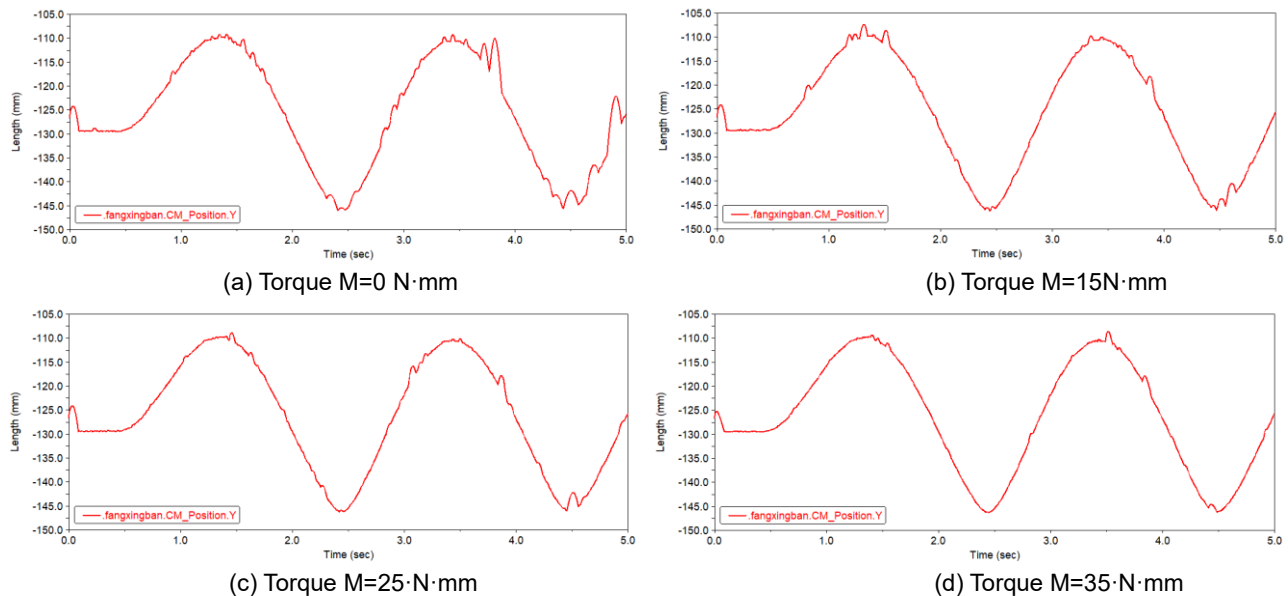 -105.0
-110.0
-115.0
-120.0
-125.0
-130.0
-135.0
-140.0
-145.0
-150.0
Length (mm)
.fangxingban.CM_Position.Y
0.0 1.0 2.0 3.0 4.0 5.0
Time (sec)
(a) Torque M=0 N·mm
-105.0
-110.0
-115.0
-120.0
-125.0
-130.0
-135.0
-140.0
-145.0
-150.0
Length (mm)
.fangxingban.CM_Position.Y
0.0 1.0 2.0 3.0 4.0 5.0
Time (sec)
(b) Torque M=15N·mm
-105.0
-110.0
-115.0
-120.0
-125.0
-130.0
-135.0
-140.0
-145.0
-150.0
Length (mm)
.fangxingban.CM_Position.Y
0.0 1.0 2.0 3.0 4.0 5.0
Time (sec)
(c) Torque M=25·N·mm
-105.0
-110.0
-115.0
-120.0
-125.0
-130.0
-135.0
-140.0
-145.0
-150.0
Length (mm)
.fangxingban.CM_Position.Y
0.0 1.0 2.0 3.0 4.0 5.0
Time (sec)
(d) Torque M=35·N·mm